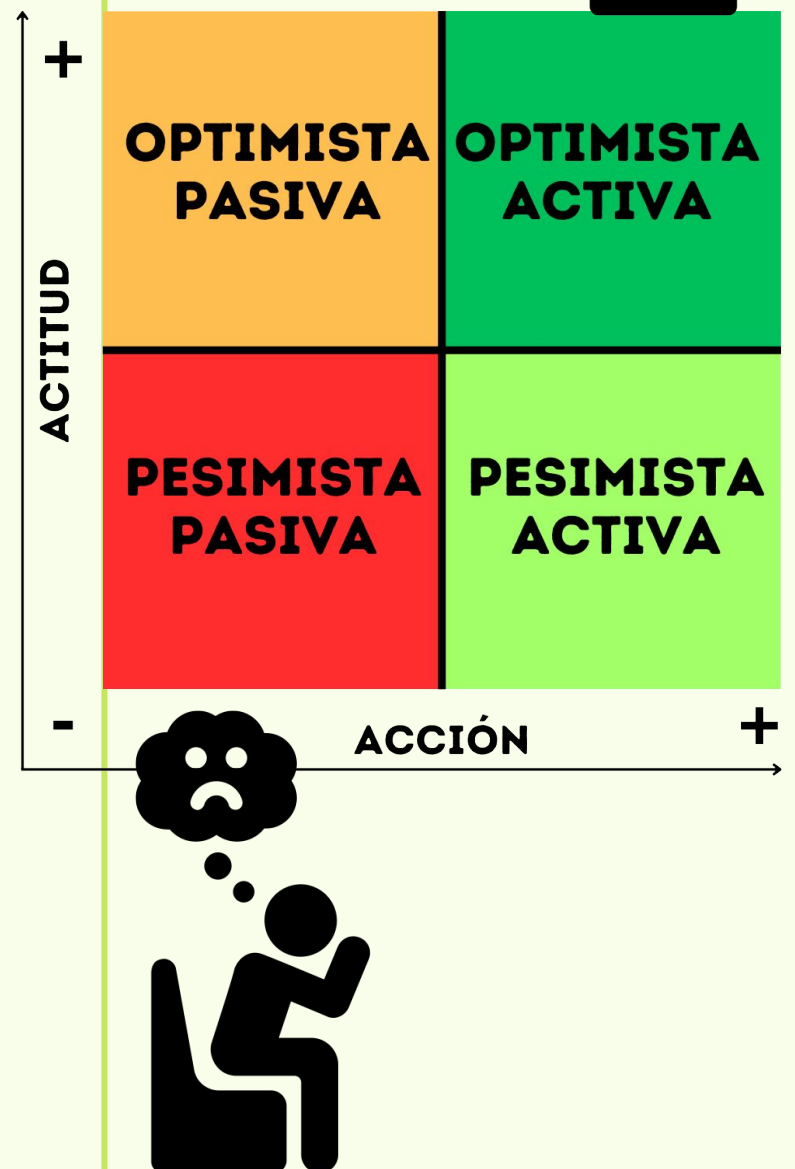 +
OPTIMISTA
PASIVA
OPTIMISTA
ACTIVA
ACTITUD
PESIMISTA
PASIVA
PESIMISTA
ACTIVA
-
ACCIÓN
+